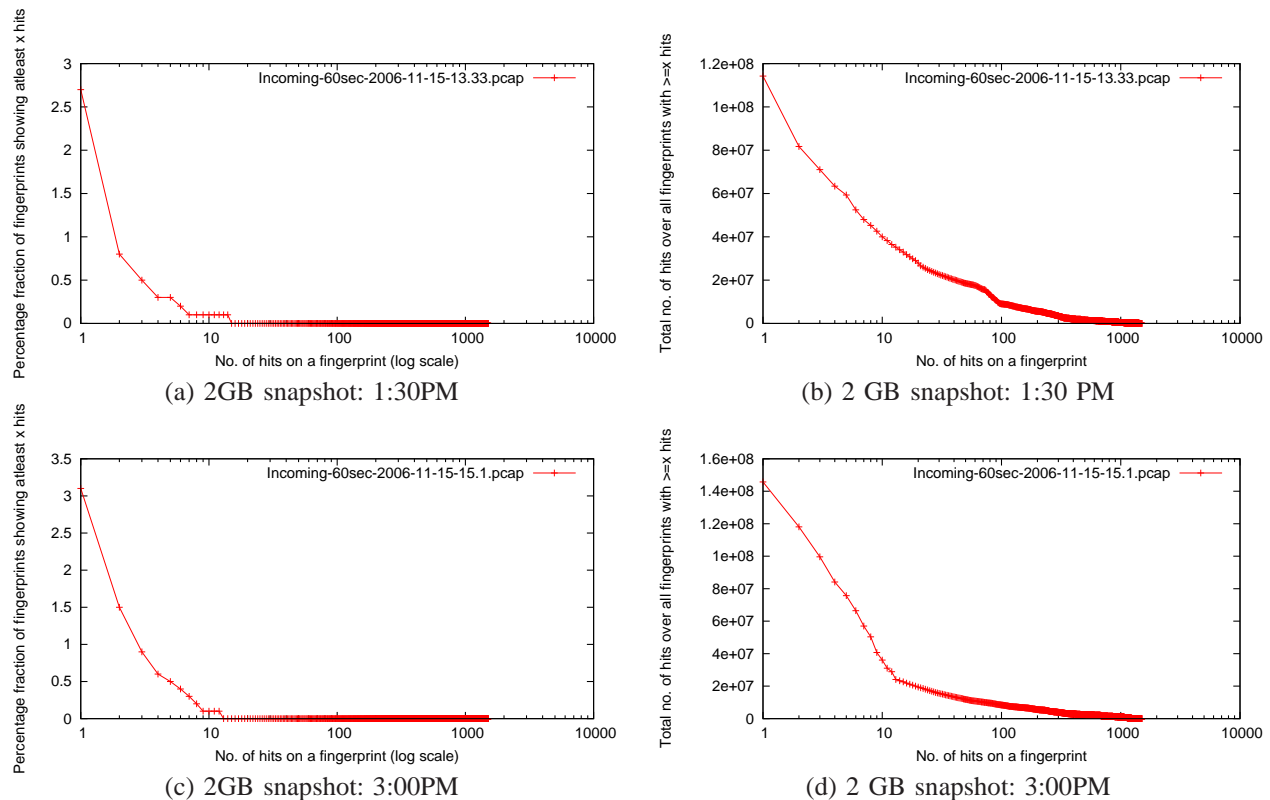 Percentage fraction of fingerprints showing atleast x hits
3
2.5
2
1.5
1
0.5
0
Incoming-60sec-2006-11-15-13.33.pcap
1 10 100 1000 10000
No. of hits on a fingerprint (log scale)
(a) 2GB snapshot: 1:30PM
Total no. of hits over all fingerprints with >=x hits
1.2e+08
1e+08
8e+07
6e+07
4e+07
2e+07
0
Incoming-60sec-2006-11-15-13.33.pcap
1 10 100 1000 10000
No. of hits on a fingerprint
(b) 2 GB snapshot: 1:30 PM
Percentage fraction of fingerprints showing atleast x hits
3.5
3
2.5
2
1.5
1
0.5
0
Incoming-60sec-2006-11-15-15.1.pcap
1 10 100 1000 10000
No. of hits on a fingerprint (log scale)
(c) 2GB snapshot: 3:00PM
Total no. of hits over all fingerprints with >=x hits
1.6e+08
1.4e+08
1.2e+08
1e+08
8e+07
6e+07
4e+07
2e+07
0
Incoming-60sec-2006-11-15-15.1.pcap
1 10 100 1000 10000
No. of hits on a fingerprint
(d) 2 GB snapshot: 3:00PM